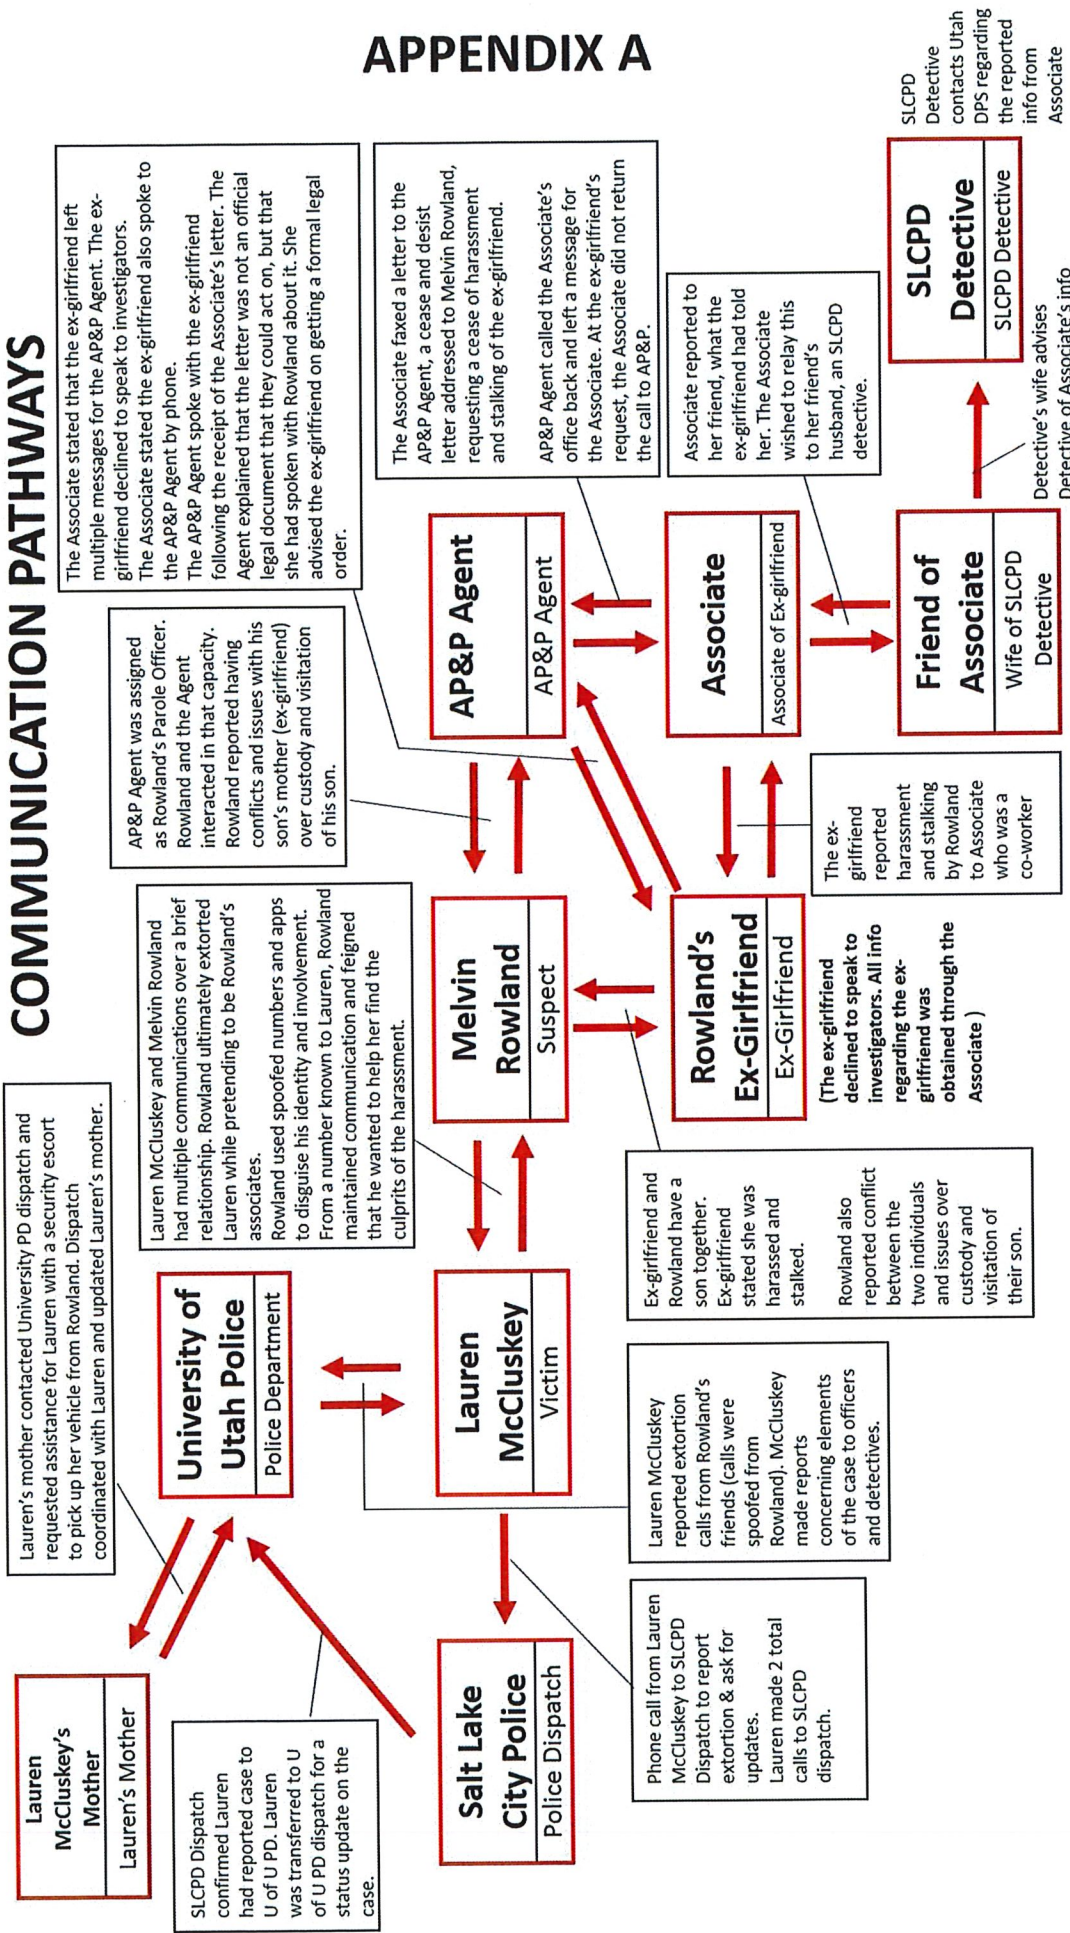 COMMUNICATION PATHWAYS
APPENDIX A
Lauren
McCluskey's
Mother
Lauren's Mother
Lauren's mother contacted University PD dispatch and
requested assistance for Lauren with a security escort
to pick up her vehicle from Rowland. Dispatch
coordinated with Lauren and updated Lauren's mother.
SLCPD Dispatch
confirmed Lauren
had reported case to
U of U PD. Lauren
was transferred to U
of U PD dispatch for a
status update on the
case.
University of
Utah Police
Police Department
Salt Lake
City Police
Police Dispatch
Phone call from Lauren
McCluskey to SLCPD
Dispatch to report
extortion & ask for
updates.
Lauren made 2 total
calls to SLCPD
dispatch.
Lauren
McCluskey
Victim
Lauren McCluskey
reported extortion
calls from Rowland's
friends (calls were
spoofed from
Rowland). McCluskey
made reports
concerning elements
of the case to officers
and detectives.
Lauren McCluskey and Melvin Rowland
had multiple communications over a brief
relationship. Rowland ultimately extorted
Lauren while pretending to be Rowland's
associates.
Rowland used spoofed numbers and apps
to disguise his identity and involvement.
From a number known to Lauren, Rowland
maintained communication and feigned
that he wanted to help her find the
culprits of the harassment.
Melvin
Rowland
Suspect
Ex-girlfriend and
Rowland have a
son together.
Ex-girlfriend
stated she was
harassed and
stalked.
Rowland also
reported conflict
between the
two individuals
and issues over
custody and
visitation of
their son.
Rowland's
Ex-Girlfriend
Ex-Girlfriend
(The ex-girlfriend
declined to speak to
investigators. All info
regarding the ex-
girlfriend was
obtained through the
Associate )
AP&P Agent was assigned
as Rowland's Parole Officer.
Rowland and the Agent
interacted in that capacity.
Rowland reported having
conflicts and issues with his
son's mother (ex-girlfriend)
over custody and visitation
of his son.
AP&P Agent
AP&P Agent
The Associate stated that the ex-girlfriend left
multiple messages for the AP&P Agent. The ex-
girlfriend declined to speak to investigators.
The Associate stated the ex-girlfriend also spoke to
the AP&P Agent by phone.
The AP&P Agent spoke with the ex-girlfriend
following the receipt of the Associate's letter. The
Agent explained that the letter was not an official
legal document that they could act on, but that
she had spoken with Rowland about it. She
advised the ex-girlfriend on getting a formal legal
order.
The Associate faxed a letter to the
AP&P Agent, a cease and desist
letter addressed to Melvin Rowland,
requesting a cease of harassment
and stalking of the ex-girlfriend.
AP&P Agent called the Associate's
office back and left a message for
the Associate. At the ex-girlfriend's
request, the Associate did not return
the call to AP&P.
Associate
Associate of Ex-girlfriend
The ex-
girlfriend
reported
harassment
and stalking
by Rowland
to Associate
who was a
co-worker
Associate reported to
her friend, what the
ex-girlfriend had told
her. The Associate
wished to relay this
to her friend's
husband, an SLCPD
detective.
Friend of
Associate
Wife of SLCPD
Detective
Detective's wife advises
Detective of Associate's info
SLCPD
Detective
SLCPD Detective
SLCPD
Detective
contacts Utah
DPS regarding
the reported
info from
Associate